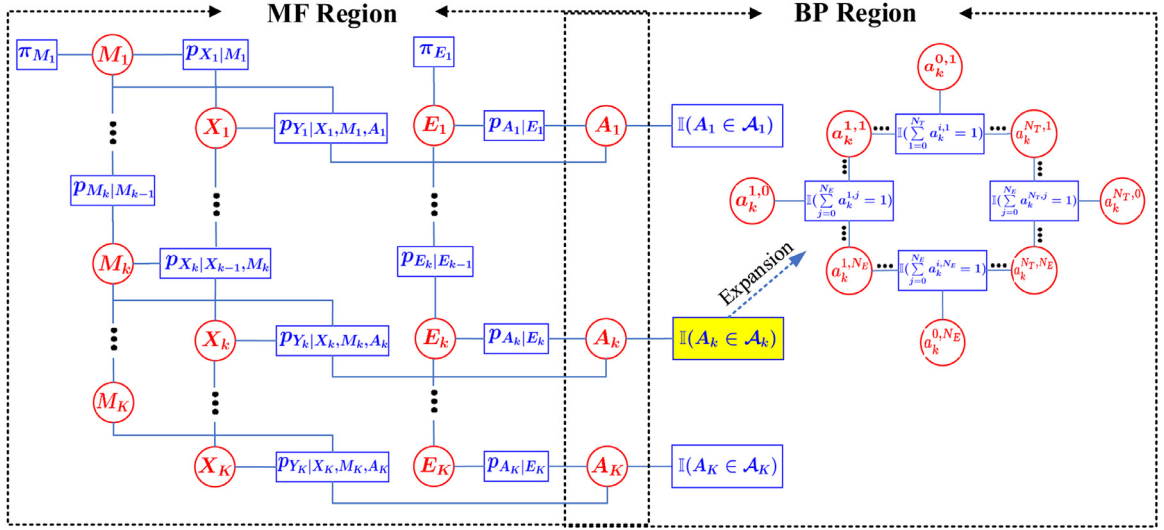 MF Region BP Region
π_{M_1} M_1 p_{X_1|M_1} π_{E_1} a_k^{0,1}
X_1 p_{Y_1|X_1,M_1,A_1} E_1 p_{A_1|E_1} A_1 𝕀(A_1 ∈ 𝒜_1) a_k^{1,1} 𝕀(∑_{1=0}^{N_T} a_k^{i,1} = 1) a_k^{N_T,1}
p_{M_k|M_{k-1}} a_k^{1,0} 𝕀(∑_{j=0}^{N_E} a_k^{1,j} = 1) 𝕀(∑_{j=0}^{N_E} a_k^{N_T,j} = 1) a_k^{N_T,0}
M_k p_{X_k|X_{k-1},M_k} p_{E_k|E_{k-1}} Expansion a_k^{1,N_E} 𝕀(∑_{j=0}^{N_E} a_k^{i,N_E} = 1) a_k^{N_T,N_E}
X_k p_{Y_k|X_k,M_k,A_k} E_k p_{A_k|E_k} A_k 𝕀(A_k ∈ 𝒜_k) a_k^{0,N_E}
M_K
X_K p_{Y_K|X_K,M_K,A_K} E_K p_{A_K|E_K} A_K 𝕀(A_K ∈ 𝒜_K)